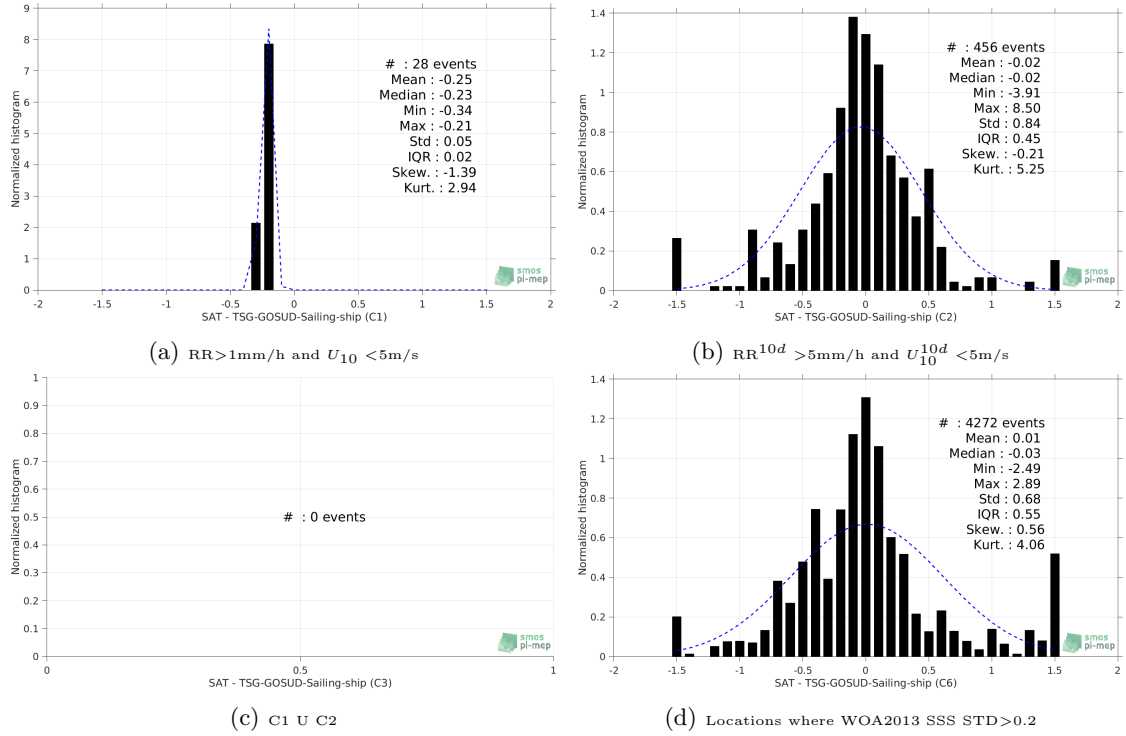 9
8
7
6
5
4
3
2
1
0
Normalized histogram
# : 28 events
Mean : -0.25
Median : -0.23
Min : -0.34
Max : -0.21
Std : 0.05
IQR : 0.02
Skew. : -1.39
Kurt. : 2.94
smos
pi-mep
-2 -1.5 -1 -0.5 0 0.5 1 1.5 2
SAT - TSG-GOSUD-Sailing-ship (C1)
(a) RR>1mm/h and U10 <5m/s
1.4
1.2
1
0.8
0.6
0.4
0.2
0
Normalized histogram
# : 456 events
Mean : -0.02
Median : -0.02
Min : -3.91
Max : 8.50
Std : 0.84
IQR : 0.45
Skew. : -0.21
Kurt. : 5.25
smos
pi-mep
-2 -1.5 -1 -0.5 0 0.5 1 1.5 2
SAT - TSG-GOSUD-Sailing-ship (C2)
(b) RR^10d >5mm/h and U10^10d <5m/s
1
0.9
0.8
0.7
0.6
0.5
0.4
0.3
0.2
0.1
0
Normalized histogram
# : 0 events
smos
pi-mep
0 0.5 1
SAT - TSG-GOSUD-Sailing-ship (C3)
(c) C1 U C2
1.4
1.2
1
0.8
0.6
0.4
0.2
0
Normalized histogram
# : 4272 events
Mean : 0.01
Median : -0.03
Min : -2.49
Max : 2.89
Std : 0.68
IQR : 0.55
Skew. : 0.56
Kurt. : 4.06
smos
pi-mep
-2 -1.5 -1 -0.5 0 0.5 1 1.5 2
SAT - TSG-GOSUD-Sailing-ship (C6)
(d) Locations where WOA2013 SSS STD>0.2